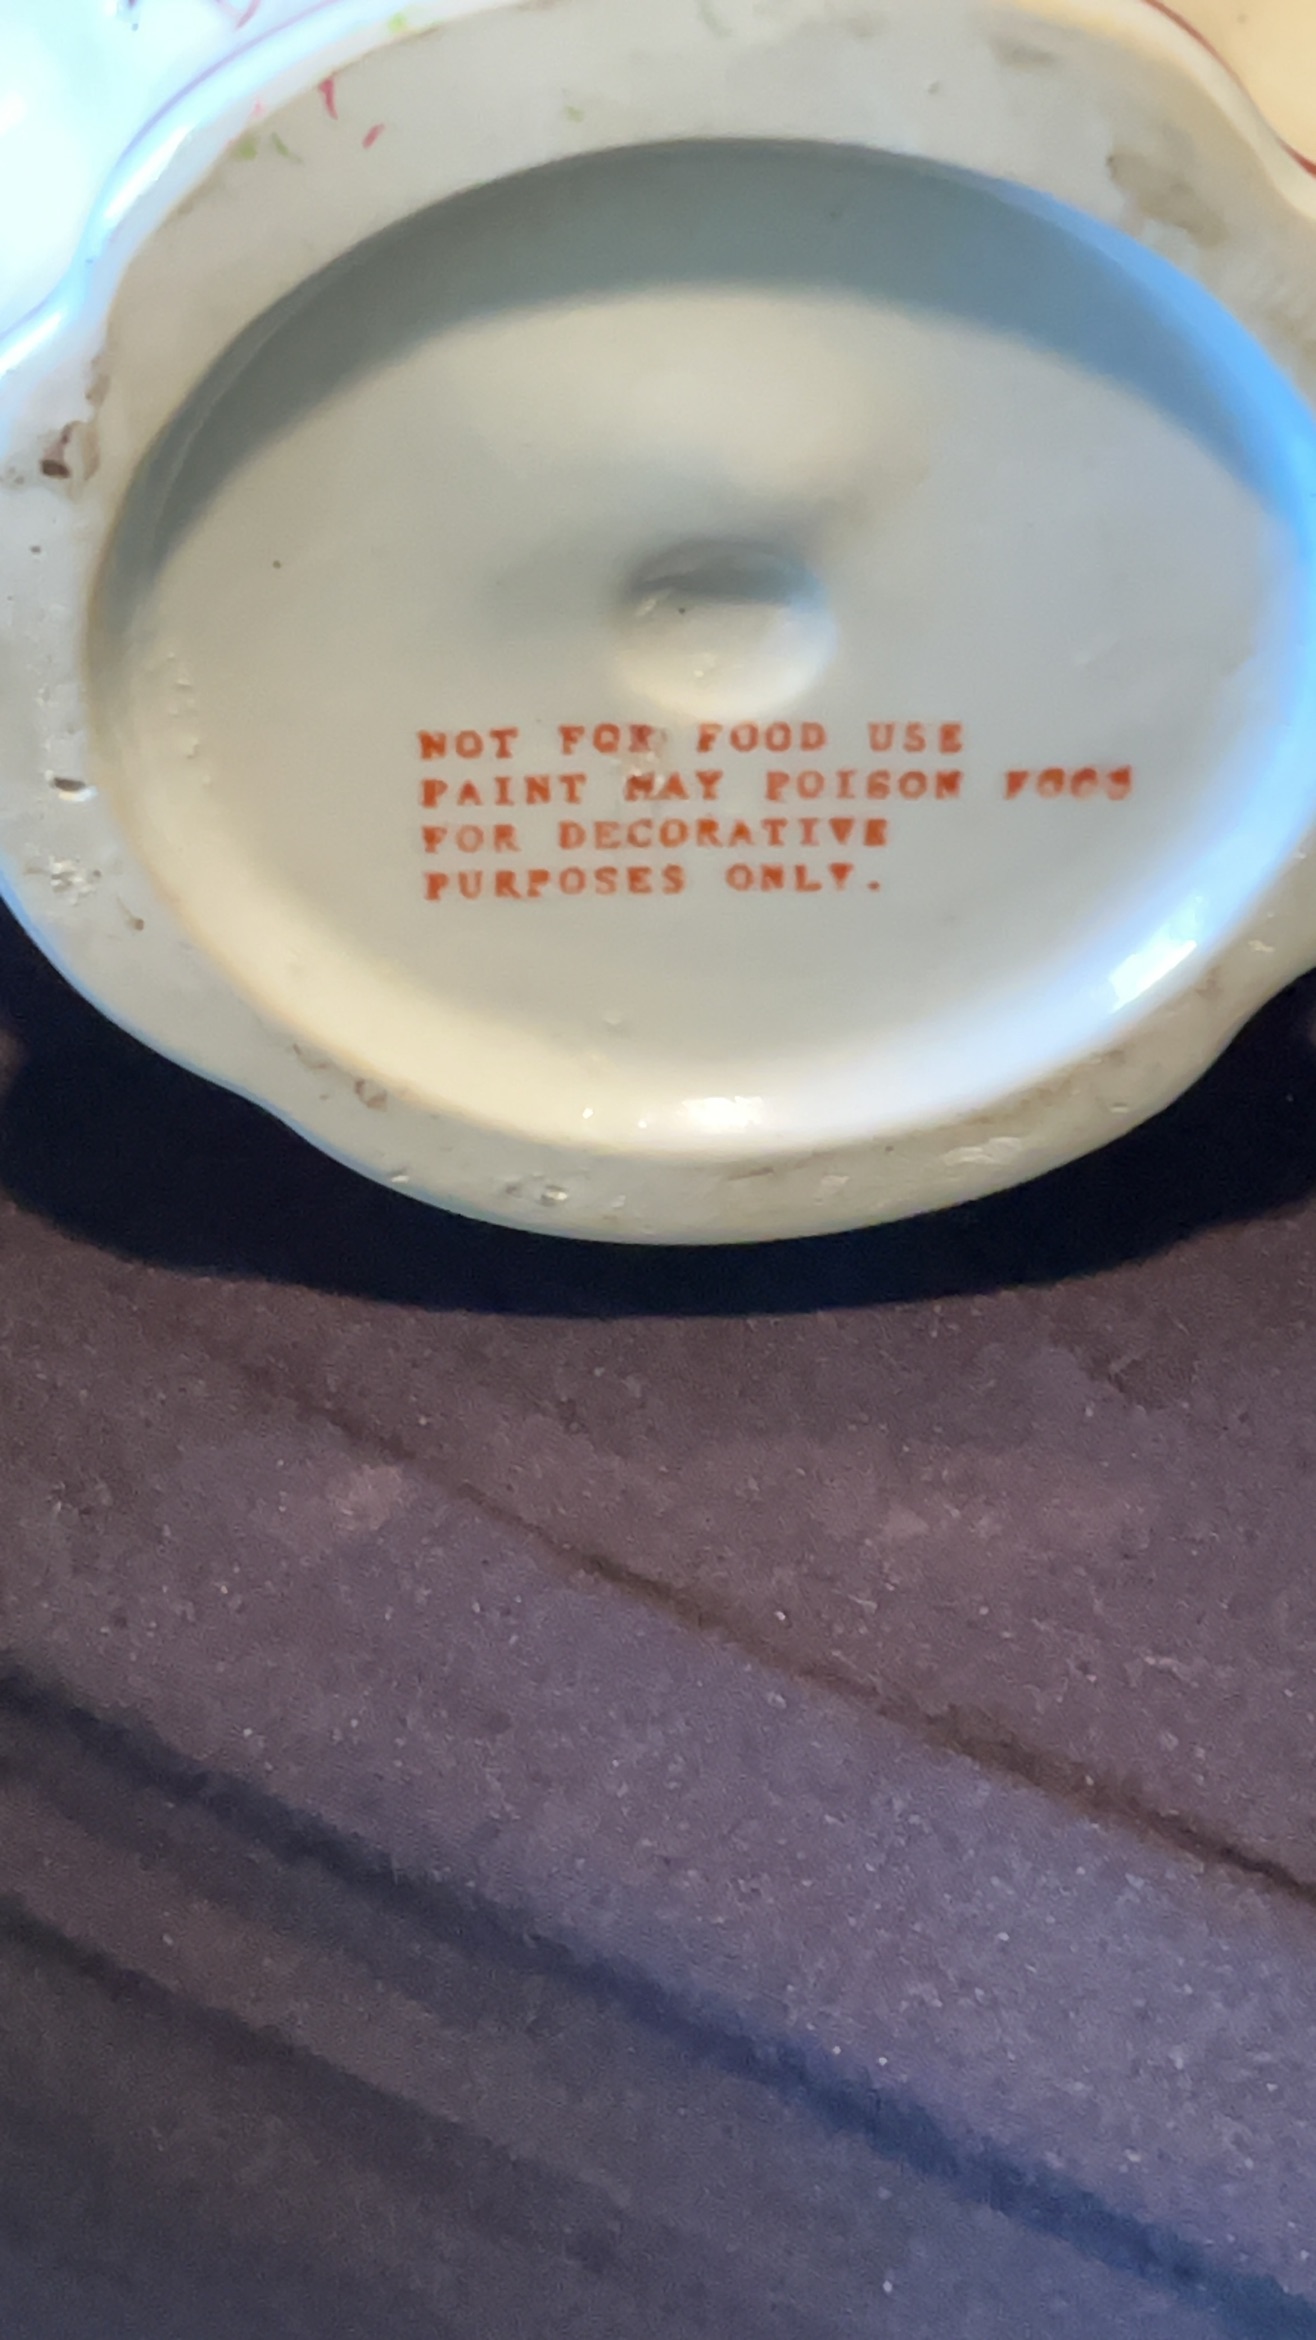 NOT FOR FOOD USE
PAINT MAY POISON FOOD
FOR DECORATIVE
PURPOSES ONLY.